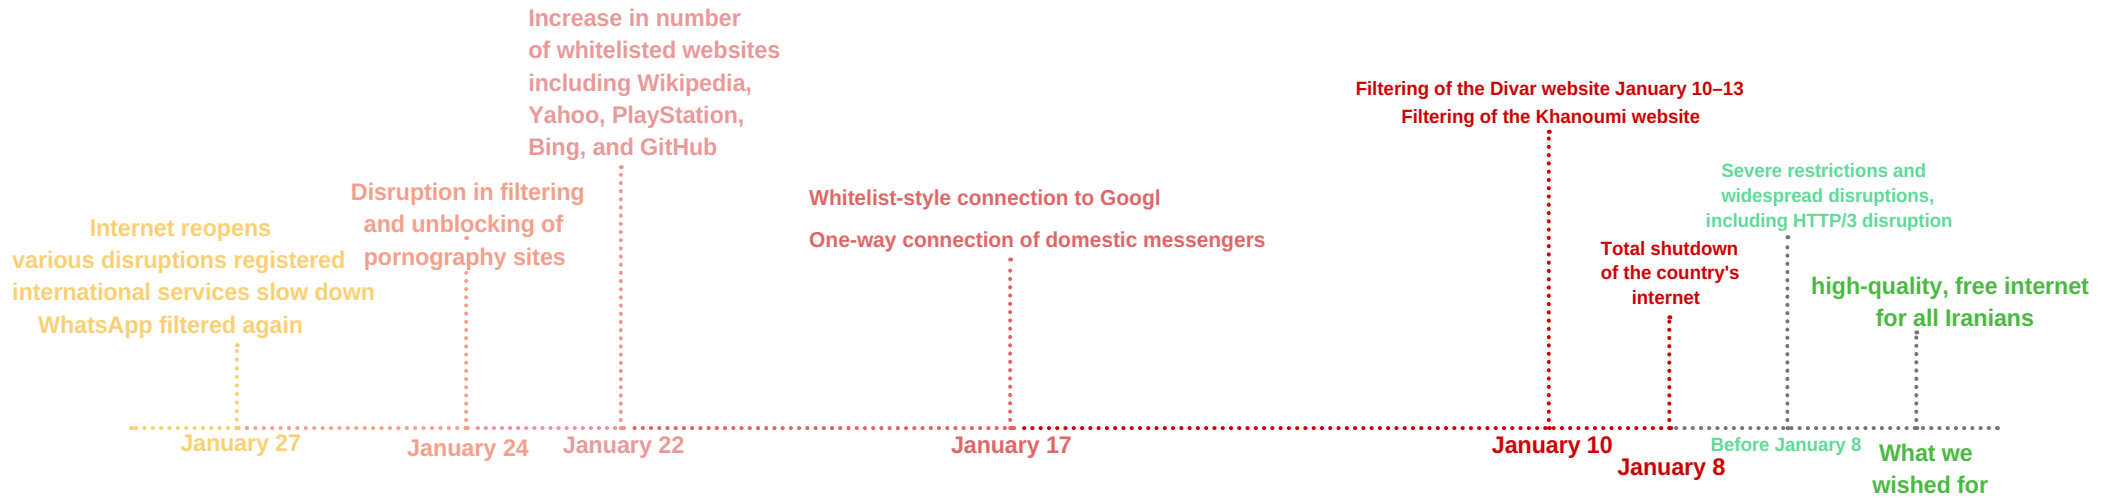 Increase in number
of whitelisted websites
including Wikipedia,
Yahoo, PlayStation,
Bing, and GitHub
Filtering of the Divar website January 10–13
Filtering of the Khanoumi website
Severe restrictions and
widespread disruptions,
including HTTP/3 disruption
Disruption in filtering
and unblocking of
pornography sites
Whitelist-style connection to Googl
One-way connection of domestic messengers
Internet reopens
various disruptions registered
international services slow down
WhatsApp filtered again
Total shutdown
of the country's
internet
high-quality, free internet
for all Iranians
January 27
January 24
January 22
January 17
January 10
January 8
Before January 8
What we
wished for